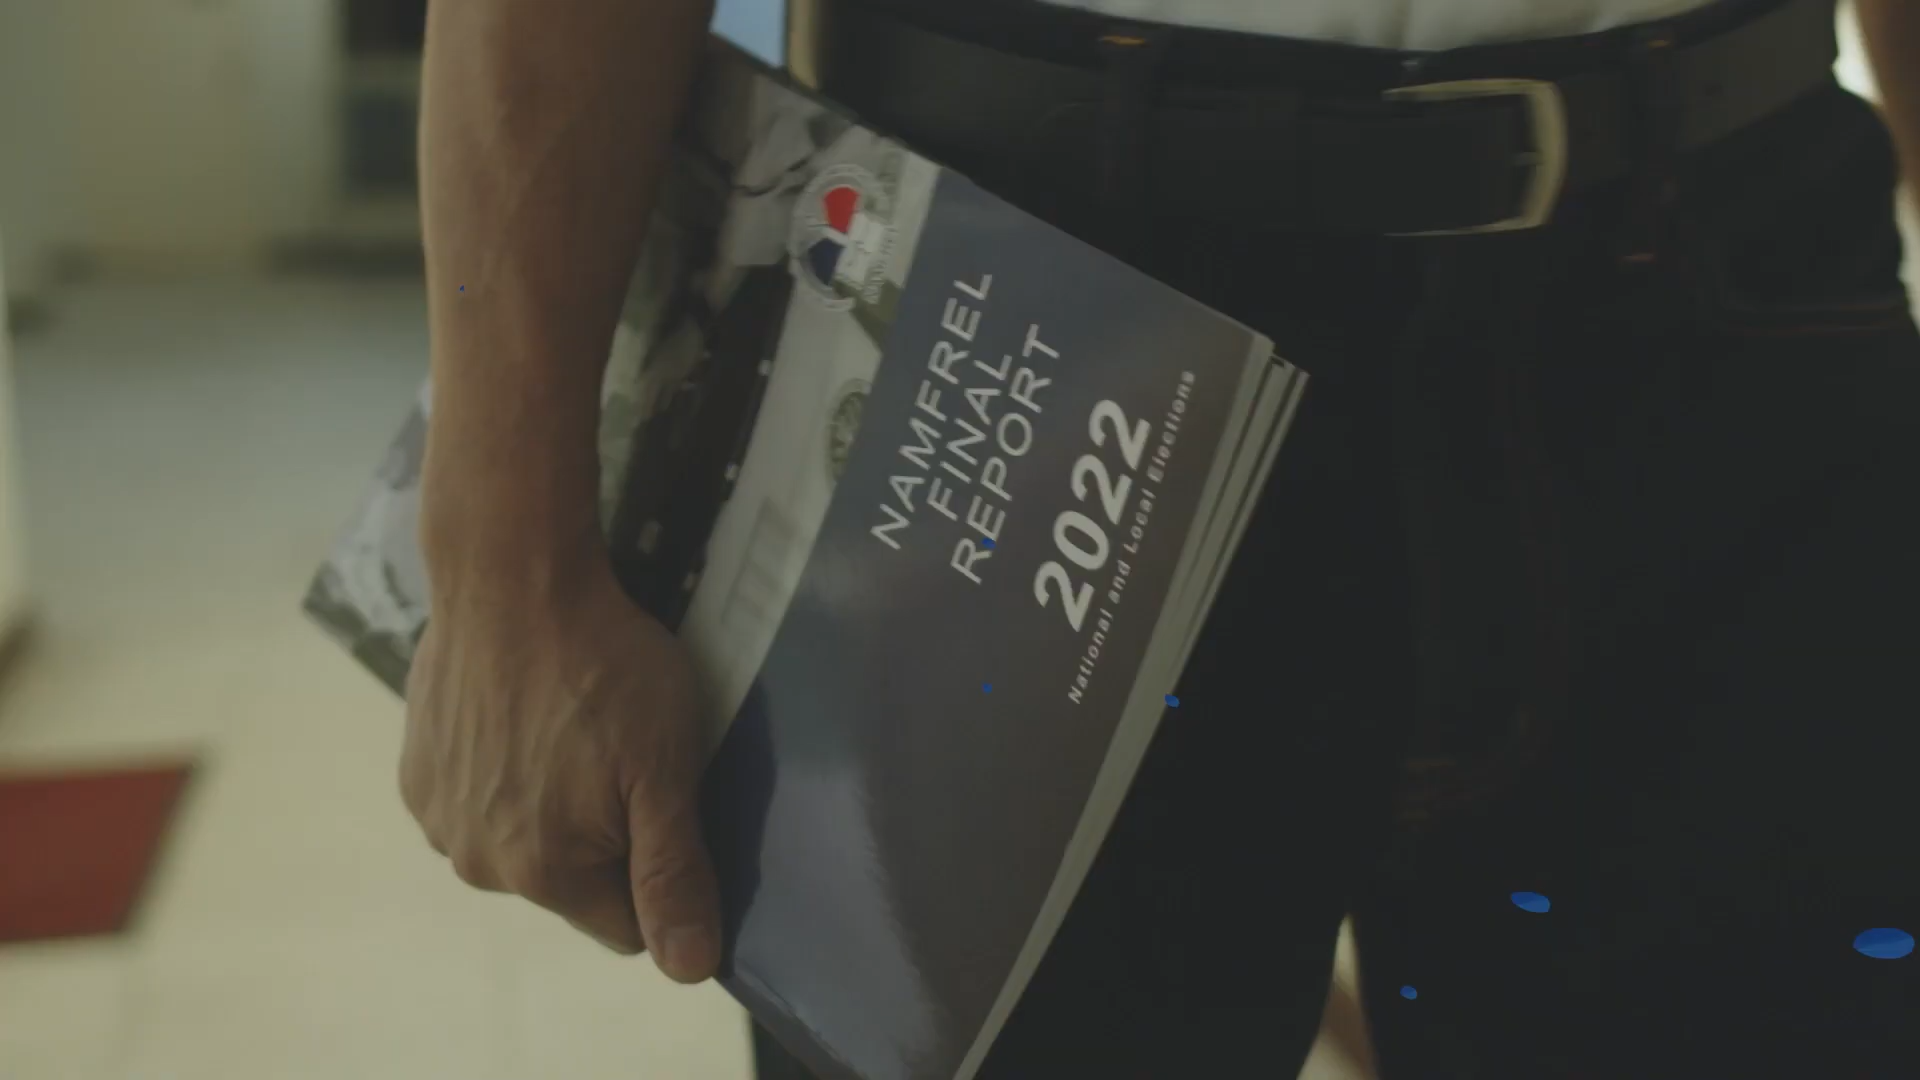 NAMFREL
FINAL
REPORT
2022
National and Local Elections